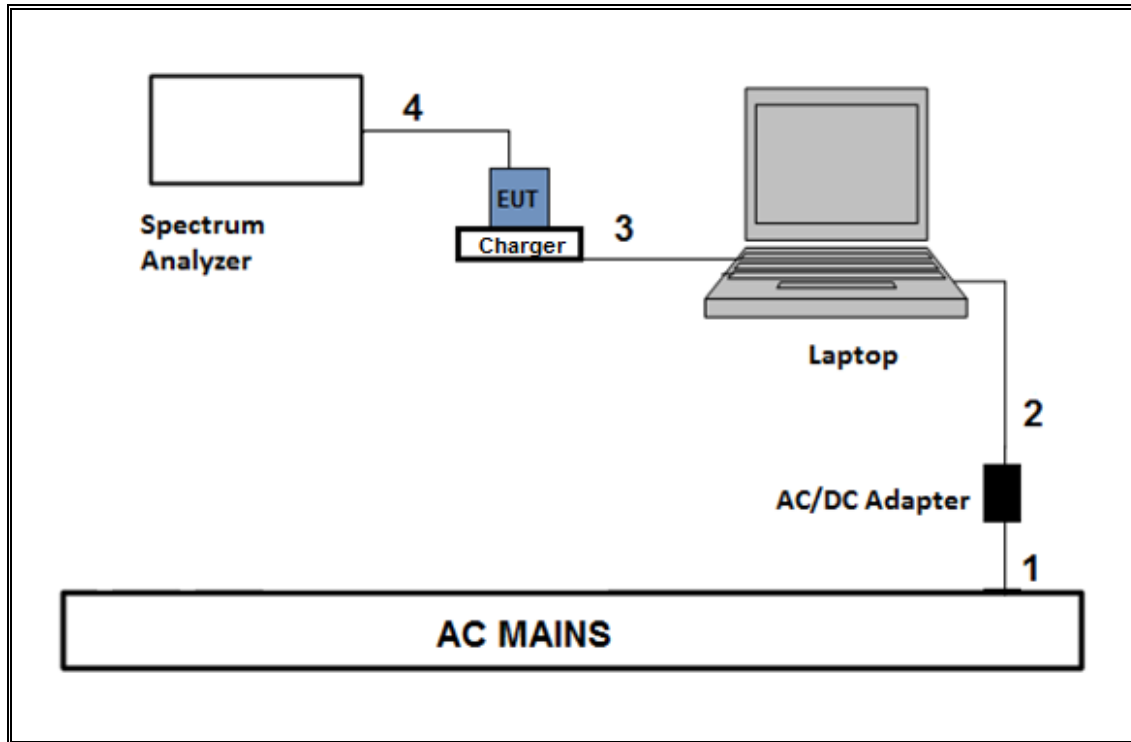 4
EUT
Charger
3
Spectrum
Analyzer
Laptop
2
AC/DC Adapter
1
AC MAINS